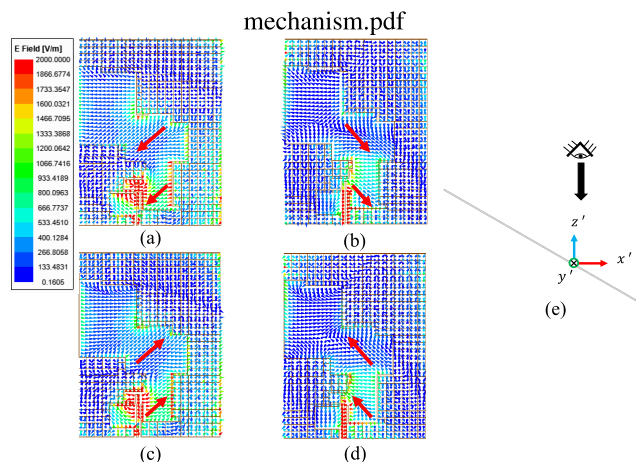 mechanism.pdf
E Field [V/m]
2000.0000
1866.6774
1733.3547
1600.0321
1466.7095
1333.3868
1200.0642
1066.7416
933.4189
800.0963
666.7737
533.4510
400.1284
266.8058
133.4831
0.1605
(a)
(b)
(c)
(d)
z'
x'
y'
(e)